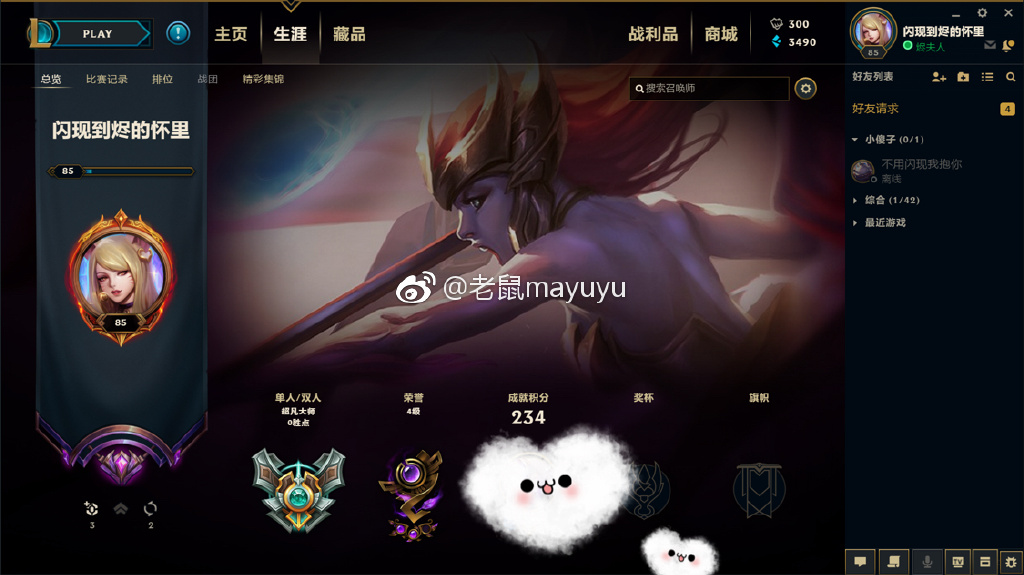 PLAY
主页
生涯
藏品
战利品
商城
300
3490
85
闪现到烬的怀里
烬夫人
总览
比赛记录
排位
战团
精彩集锦
搜索召唤师
好友列表
好友请求
4
小傻子 (0/1)
不用闪现我抱你
离线
综合 (1/42)
最近游戏
闪现到烬的怀里
85
85
@老鼠mayuyu
单人/双人
超凡大师
0胜点
荣誉
4级
成就积分
234
奖杯
旗帜
3
2
TV